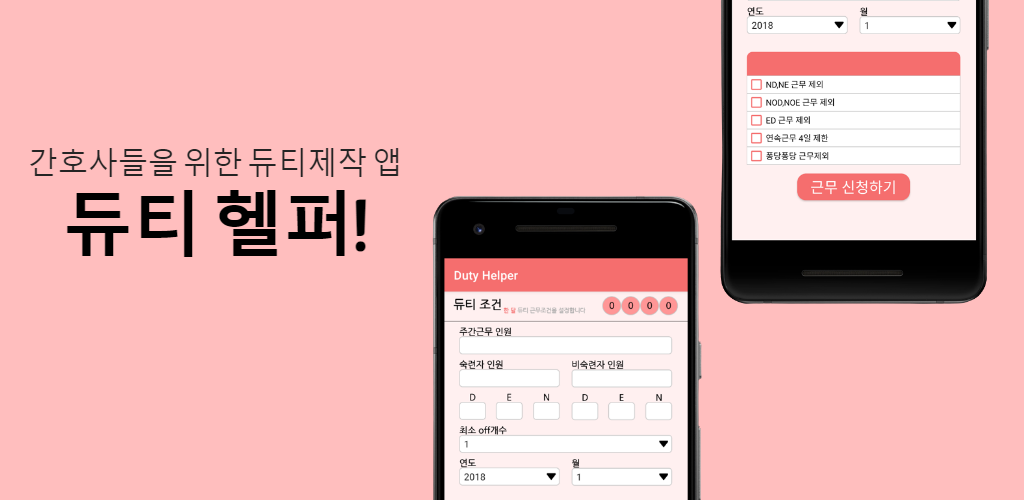 간호사들을 위한 듀티제작 앱
듀티 헬퍼!
Duty Helper
듀티 조건 한 달 듀티 근무조건을 설정합니다 0 0 0 0
주간근무 인원
숙련자 인원 비숙련자 인원
D E N D E N
최소 off개수
1
연도 월
2018 1
연도 월
2018 1
ND,NE 근무 제외
NOD,NOE 근무 제외
ED 근무 제외
연속근무 4일 제한
퐁당퐁당 근무제외
근무 신청하기